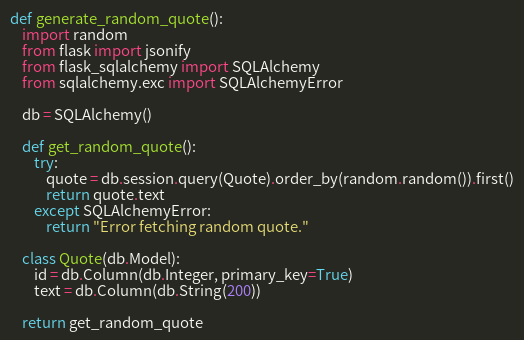 def generate_random_quote():
    import random
    from flask import jsonify
    from flask_sqlalchemy import SQLAlchemy
    from sqlalchemy.exc import SQLAlchemyError

    db = SQLAlchemy()

    def get_random_quote():
        try:
            quote = db.session.query(Quote).order_by(random.random()).first()
            return quote.text
        except SQLAlchemyError:
            return "Error fetching random quote."

    class Quote(db.Model):
        id = db.Column(db.Integer, primary_key=True)
        text = db.Column(db.String(200))

    return get_random_quote